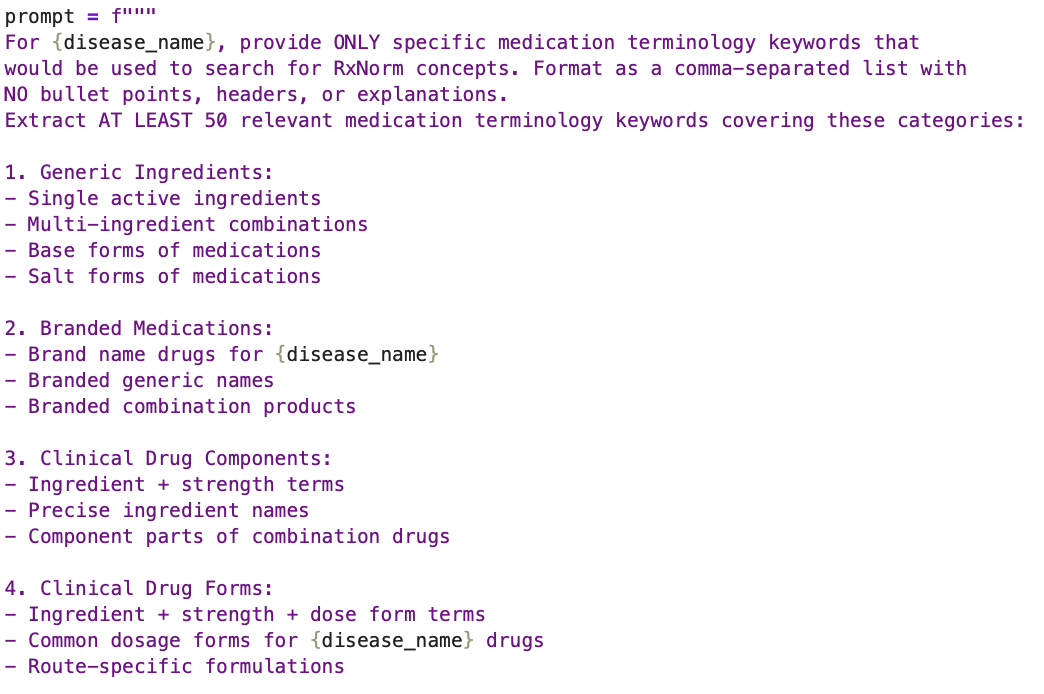 prompt = f"""
For {disease_name}, provide ONLY specific medication terminology keywords that
would be used to search for RxNorm concepts. Format as a comma-separated list with
NO bullet points, headers, or explanations.
Extract AT LEAST 50 relevant medication terminology keywords covering these categories:
1. Generic Ingredients:
- Single active ingredients
- Multi-ingredient combinations
- Base forms of medications
- Salt forms of medications
2. Branded Medications:
- Brand name drugs for {disease_name}
- Branded generic names
- Branded combination products
3. Clinical Drug Components:
- Ingredient + strength terms
- Precise ingredient names
- Component parts of combination drugs
4. Clinical Drug Forms:
- Ingredient + strength + dose form terms
- Common dosage forms for {disease_name} drugs
- Route-specific formulations